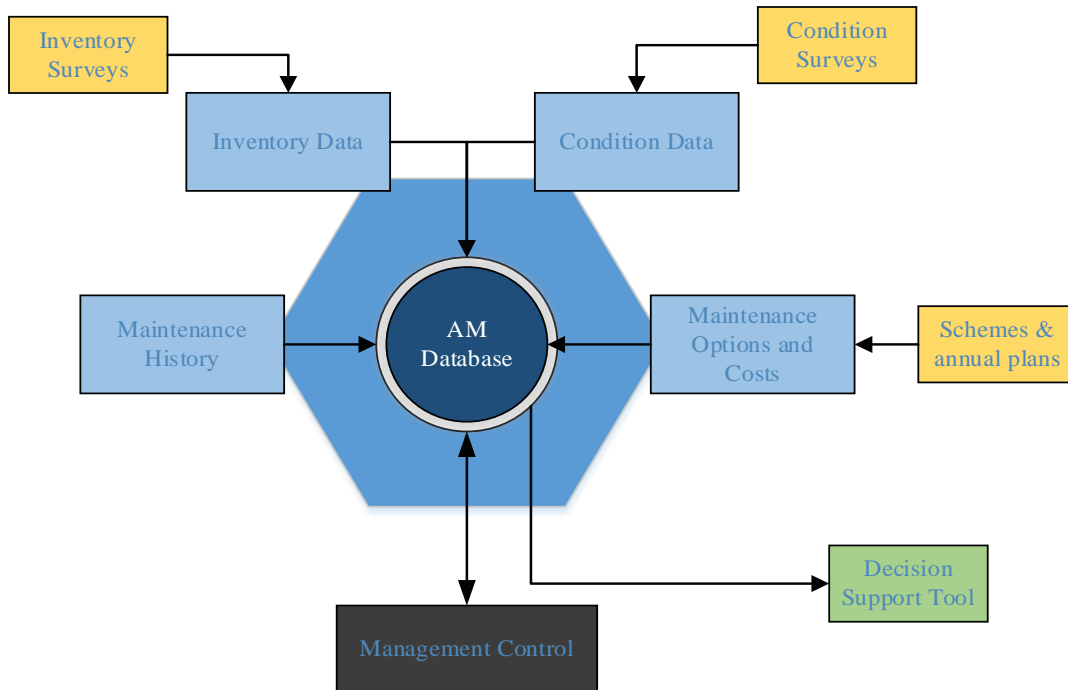 Inventory
Surveys
Condition
Surveys
Inventory Data
Condition Data
Maintenance
History
AM
Database
Maintenance
Options and
Costs
Schemes &
annual plans
Decision
Support Tool
Management Control